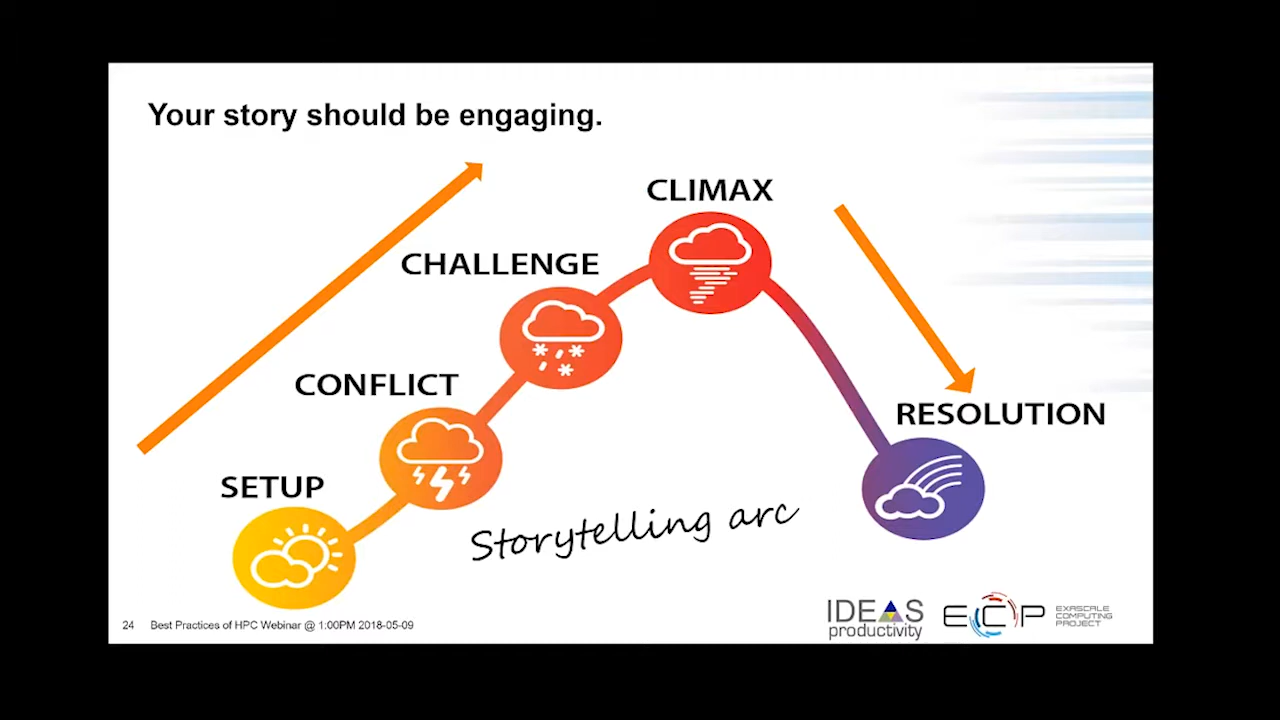 Your story should be engaging.
CLIMAX
CHALLENGE
CONFLICT
RESOLUTION
SETUP
Storytelling arc
24 Best Practices of HPC Webinar @ 1:00PM 2018-05-09
IDEAS
productivity
ECP
EXASCALE
COMPUTING
PROJECT